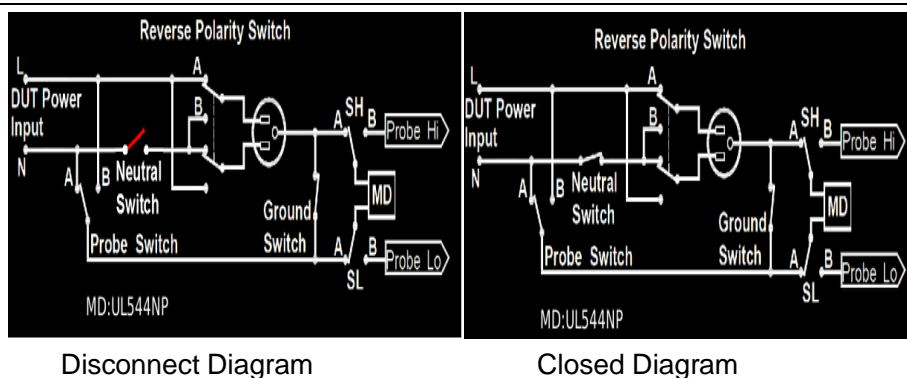 Reverse Polarity Switch
L
A
DUT Power
Input
B
SH
A
B
Probe Hi
N
A
B
Neutral
Switch
MD
Ground
Switch
Probe Switch
A
B
Probe Lo
SL
MD:UL544NP
Disconnect Diagram
Reverse Polarity Switch
L
A
DUT Power
Input
B
SH
A
B
Probe Hi
N
A
B
Neutral
Switch
MD
Ground
Switch
Probe Switch
A
B
Probe Lo
SL
MD:UL544NP
Closed Diagram